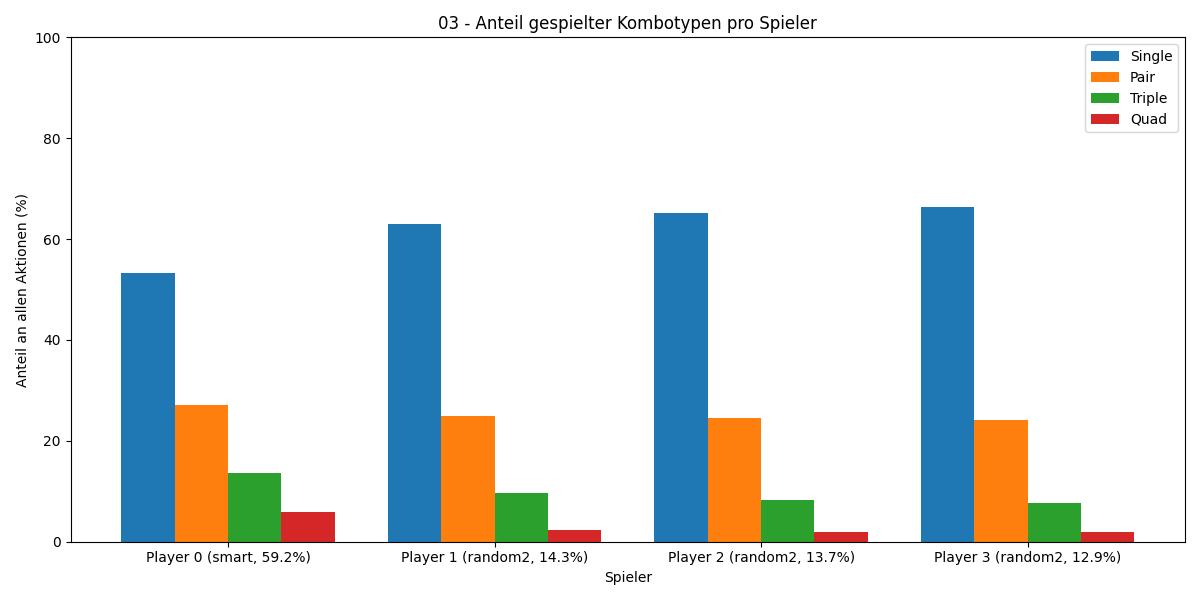 03 - Anteil gespielter Kombotypen pro Spieler
Anteil an allen Aktionen (%)
100
80
60
40
20
0
Single
Pair
Triple
Quad
Player 0 (smart, 59.2%)
Player 1 (random2, 14.3%)
Player 2 (random2, 13.7%)
Player 3 (random2, 12.9%)
Spieler